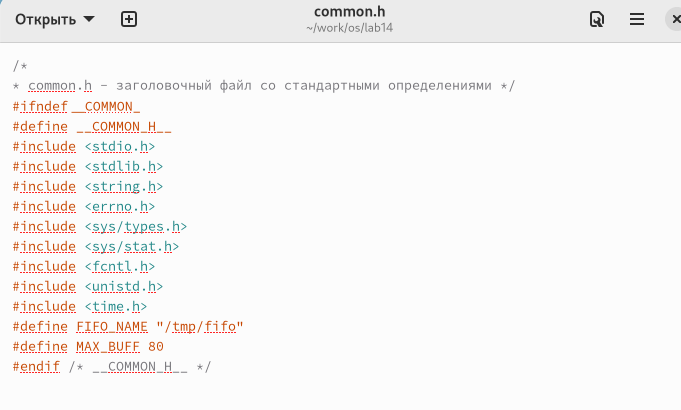 Открыть
common.h
~/work/os/lab14
/*
* common.h - заголовочный файл со стандартными определениями */
#ifndef __COMMON_
#define __COMMON_H__
#include <stdio.h>
#include <stdlib.h>
#include <string.h>
#include <errno.h>
#include <sys/types.h>
#include <sys/stat.h>
#include <fcntl.h>
#include <unistd.h>
#include <time.h>
#define FIFO_NAME "/tmp/fifo"
#define MAX_BUFF 80
#endif /* __COMMON_H__ */